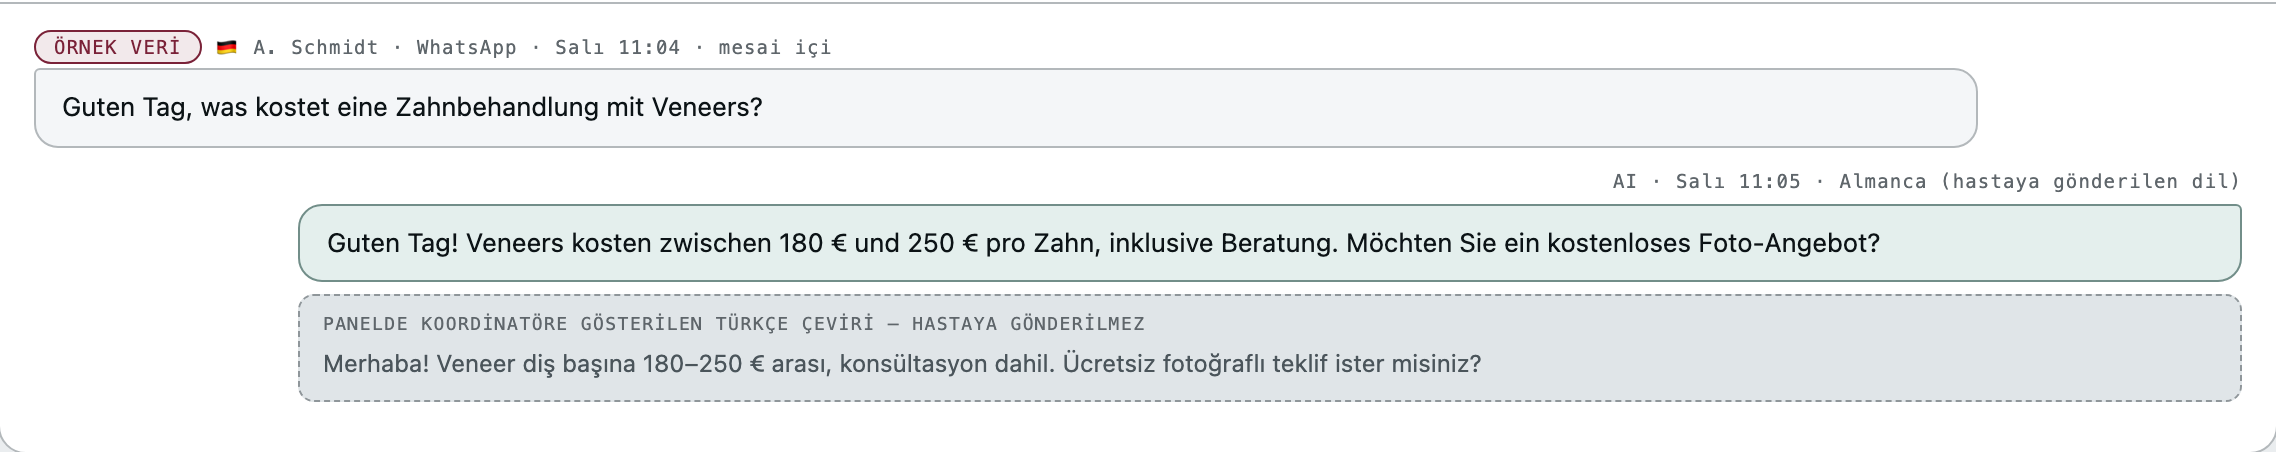 ÖRNEK VERİ 🇩🇪 A. Schmidt · WhatsApp · Salı 11:04 · mesai içi
Guten Tag, was kostet eine Zahnbehandlung mit Veneers?
AI · Salı 11:05 · Almanca (hastaya gönderilen dil)
Guten Tag! Veneers kosten zwischen 180 € und 250 € pro Zahn, inklusive Beratung. Möchten Sie ein kostenloses Foto-Angebot?
PANELDE KOORDİNATÖRE GÖSTERİLEN TÜRKÇE ÇEVİRİ — HASTAYA GÖNDERİLMEZ
Merhaba! Veneer diş başına 180–250 € arası, konsültasyon dahil. Ücretsiz fotoğraflı teklif ister misiniz?